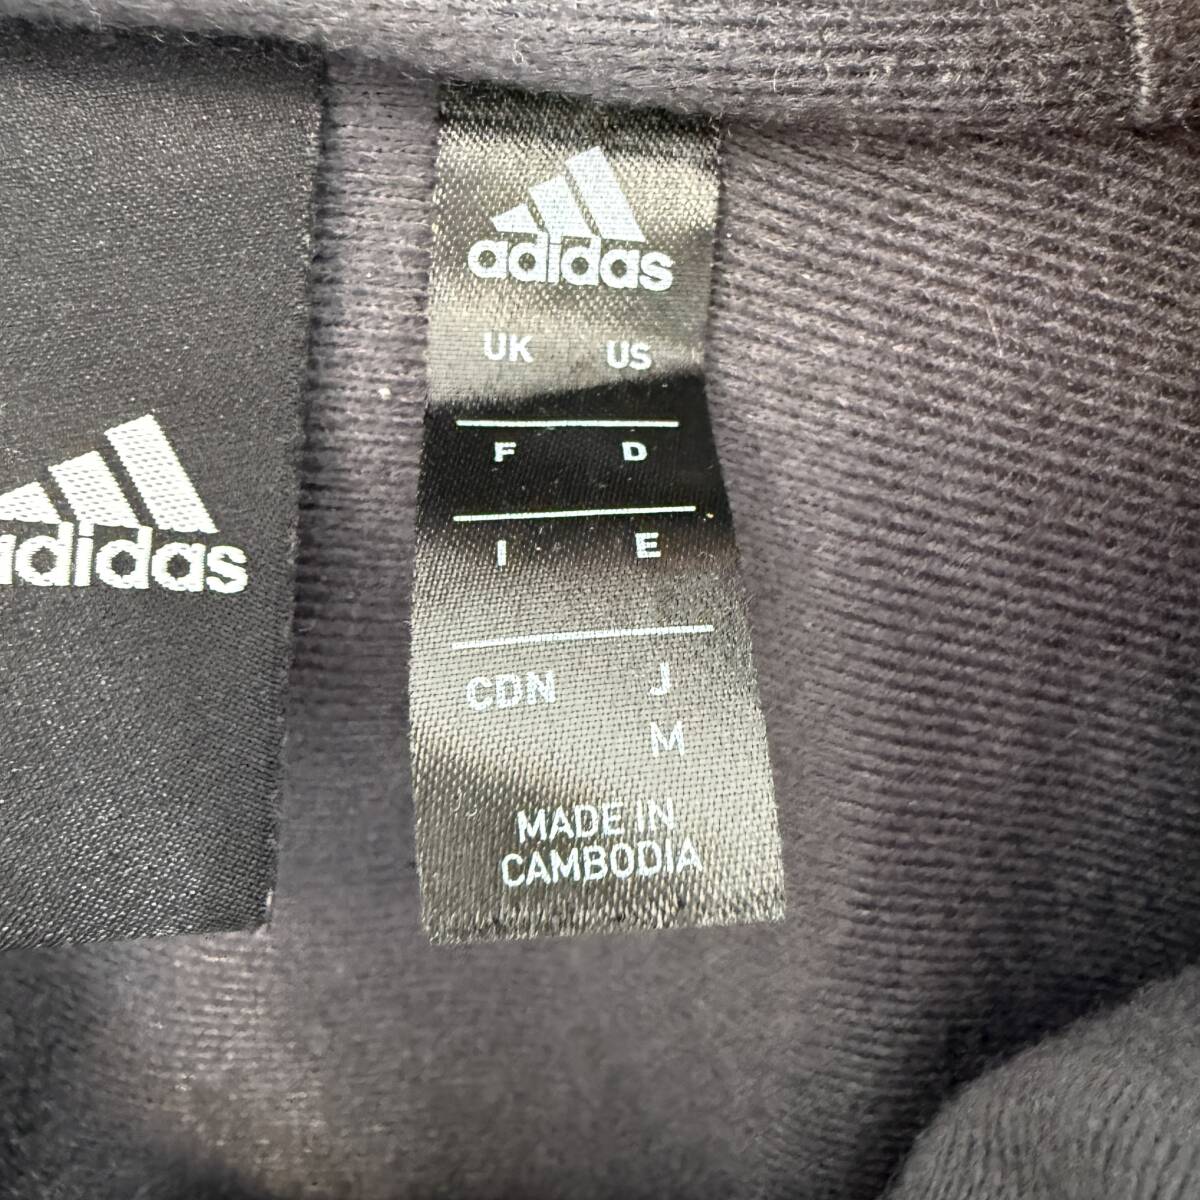 adidas
adidas
UK US
F D
I E
CDN J
M
MADE IN
CAMBODIA